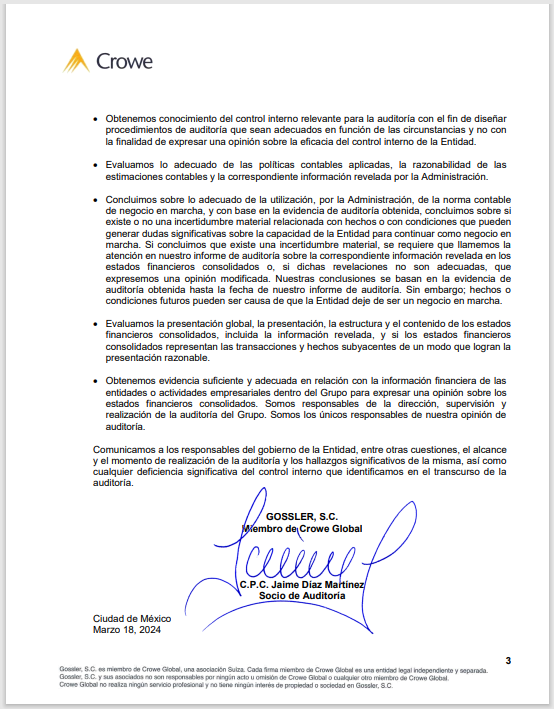 Crowe
• Obtenemos conocimiento del control interno relevante para la auditoría con el fin de diseñar
procedimientos de auditoría que sean adecuados en función de las circunstancias y no con
la finalidad de expresar una opinión sobre la eficacia del control interno de la Entidad.
• Evaluamos lo adecuado de las políticas contables aplicadas, la razonabilidad de las
estimaciones contables y la correspondiente información revelada por la Administración.
• Concluimos sobre lo adecuado de la utilización, por la Administración, de la norma contable
de negocio en marcha, y con base en la evidencia de auditoría obtenida, concluimos sobre si
existe o no una incertidumbre material relacionada con hechos o con condiciones que pueden
generar dudas significativas sobre la capacidad de la Entidad para continuar como negocio en
marcha. Si concluimos que existe una incertidumbre material, se requiere que llamemos la
atención en nuestro informe de auditoría sobre la correspondiente información revelada en los
estados financieros consolidados o, si dichas revelaciones no son adecuadas, que
expresemos una opinión modificada. Nuestras conclusiones se basan en la evidencia de
auditoría obtenida hasta la fecha de nuestro informe de auditoría. Sin embargo; hechos o
condiciones futuros pueden ser causa de que la Entidad deje de ser un negocio en marcha.
• Evaluamos la presentación global, la presentación, la estructura y el contenido de los estados
financieros consolidados, incluida la información revelada, y si los estados financieros
consolidados representan las transacciones y hechos subyacentes de un modo que logran la
presentación razonable.
• Obtenemos evidencia suficiente y adecuada en relación con la información financiera de las
entidades o actividades empresariales dentro del Grupo para expresar una opinión sobre los
estados financieros consolidados. Somos responsables de la dirección, supervisión y
realización de la auditoría del Grupo. Somos los únicos responsables de nuestra opinión de
auditoría.
Comunicamos a los responsables del gobierno de la Entidad, entre otras cuestiones, el alcance
y el momento de realización de la auditoría y los hallazgos significativos de la misma, así como
cualquier deficiencia significativa del control interno que identificamos en el transcurso de la
auditoría.
GOSSLER, S.C.
Miembro de Crowe Global
C.P.C. Jaime Díaz Martínez
Socio de Auditoría
Ciudad de México
Marzo 18, 2024
3
Gossler, S.C. es miembro de Crowe Global, una asociación Suiza. Cada firma miembro de Crowe Global es una entidad legal independiente y separada.
Gossler, S.C. y sus asociados no son responsables por ningún acto u omisión de Crowe Global o cualquier otro miembro de Crowe Global.
Crowe Global no realiza ningún servicio profesional y no tiene ningún interés de propiedad o sociedad en Gossler, S.C.